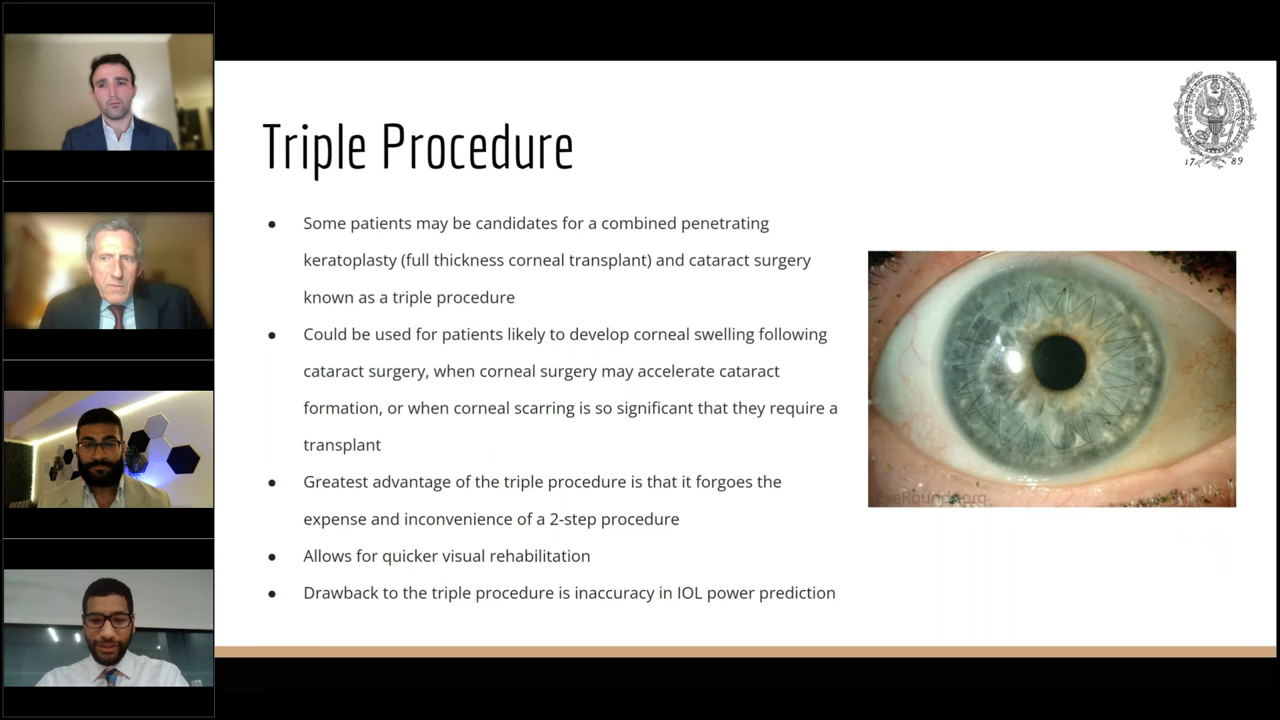 Triple Procedure
17 89
● Some patients may be candidates for a combined penetrating
keratoplasty (full thickness corneal transplant) and cataract surgery
known as a triple procedure
● Could be used for patients likely to develop corneal swelling following
cataract surgery, when corneal surgery may accelerate cataract
formation, or when corneal scarring is so significant that they require a
transplant
● Greatest advantage of the triple procedure is that it forgoes the
expense and inconvenience of a 2-step procedure
● Allows for quicker visual rehabilitation
● Drawback to the triple procedure is inaccuracy in IOL power prediction
EyeRounds.org